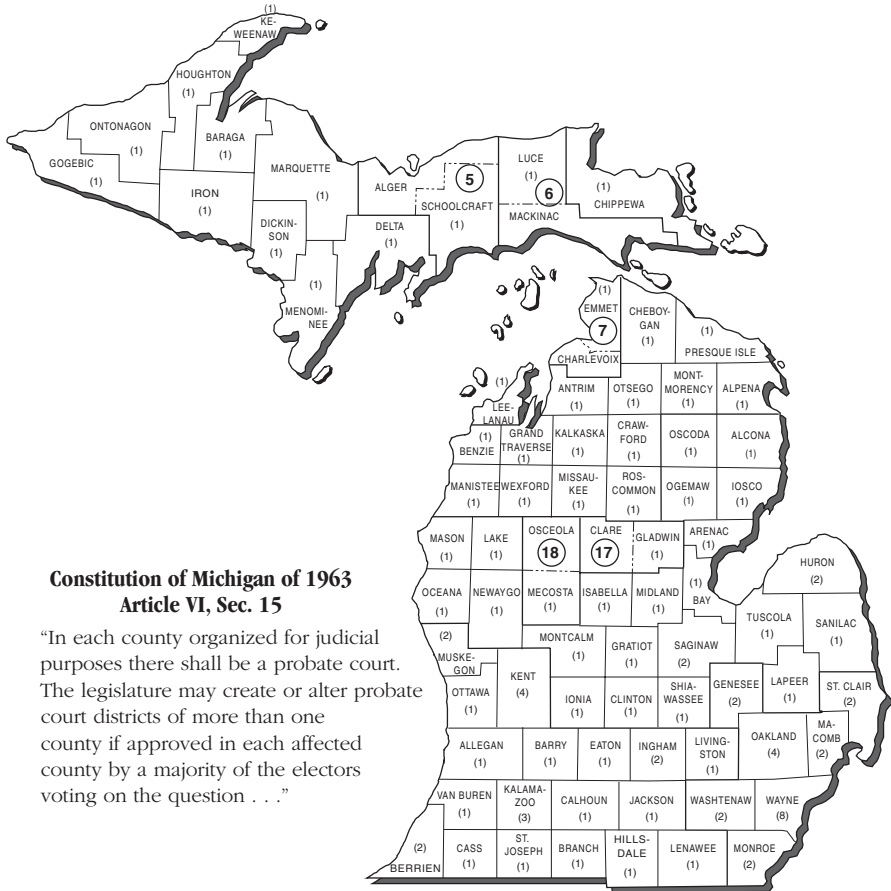 (1)
KE-
WEENAW
HOUGHTON
(1)
ONTONAGON
(1)
BARAGA
(1)
GOGEBIC
(1)
MARQUETTE
(1)
IRON
(1)
ALGER
5
SCHOOLCRAFT
(1)
LUCE
(1)
6
MACKINAC
(1)
CHIPPEWA
DICKIN-
SON
(1)
DELTA
(1)
(1)
MENOMI-
NEE
(1)
EMMET
7
CHARLEVOIX
CHEBOY-
GAN
(1)
(1)
PRESQUE ISLE
(1)
LEE-
LANAU
ANTRIM
(1)
OTSEGO
(1)
MONT-
MORENCY
(1)
ALPENA
(1)
(1)
BENZIE
GRAND
TRAVERSE
(1)
KALKASKA
(1)
CRAW-
FORD
(1)
OSCODA
(1)
ALCONA
(1)
MANISTEE
(1)
WEXFORD
(1)
MISSAU-
KEE
(1)
ROS-
COMMON
(1)
OGEMAW
(1)
IOSCO
(1)
MASON
(1)
LAKE
(1)
OSCEOLA
18
CLARE
17
GLADWIN
(1)
ARENAC
(1)
HURON
(2)
OCEANA
(1)
NEWAYGO
(1)
MECOSTA
(1)
ISABELLA
(1)
MIDLAND
(1)
(1)
BAY
TUSCOLA
(1)
SANILAC
(1)
(2)
MUSKE-
GON
MONTCALM
(1)
GRATIOT
(1)
SAGINAW
(2)
KENT
(4)
OTTAWA
(1)
IONIA
(1)
CLINTON
(1)
SHIA-
WASSEE
(1)
GENESEE
(2)
LAPEER
(1)
ST. CLAIR
(2)
ALLEGAN
(1)
BARRY
(1)
EATON
(1)
INGHAM
(2)
LIVING-
STON
(1)
OAKLAND
(4)
MA-
COMB
(2)
VAN BUREN
(1)
KALAMA-
ZOO
(3)
CALHOUN
(1)
JACKSON
(1)
WASHTENAW
(2)
WAYNE
(8)
(2)
BERRIEN
CASS
(1)
ST.
JOSEPH
(1)
BRANCH
(1)
HILLS-
DALE
(1)
LENAWEE
(1)
MONROE
(2)
Constitution of Michigan of 1963
Article VI, Sec. 15
“In each county organized for judicial
purposes there shall be a probate court.
The legislature may create or alter probate
court districts of more than one
county if approved in each affected
county by a majority of the electors
voting on the question . . .”